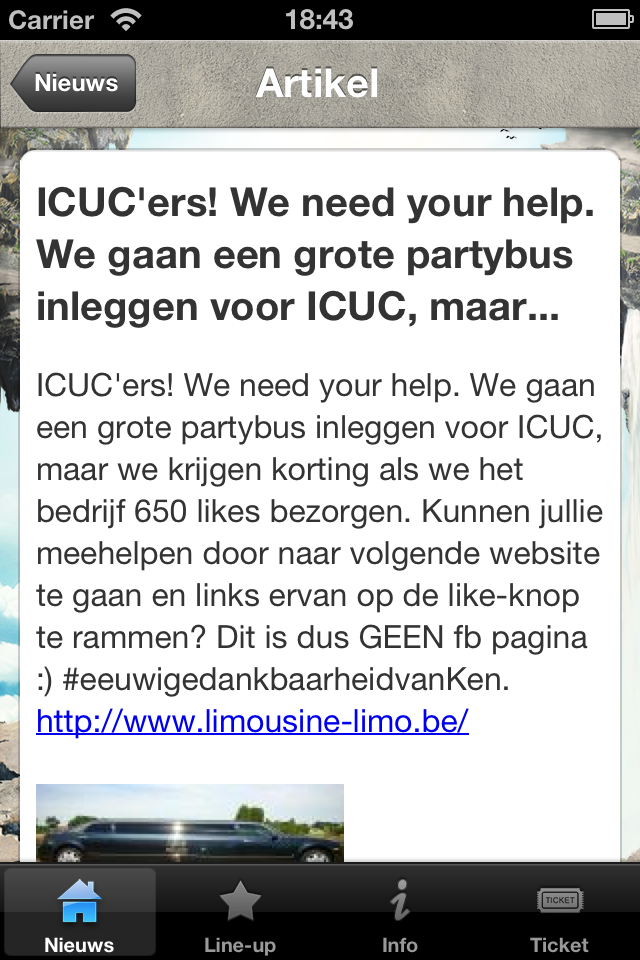 Carrier 18:43
Nieuws Artikel
ICUC'ers! We need your help.
We gaan een grote partybus
inleggen voor ICUC, maar...
ICUC'ers! We need your help. We gaan
een grote partybus inleggen voor ICUC,
maar we krijgen korting als we het
bedrijf 650 likes bezorgen. Kunnen jullie
meehelpen door naar volgende website
te gaan en links ervan op de like-knop
te rammen? Dit is dus GEEN fb pagina
:) #eeuwigedankbaarheidvanKen.
http://www.limousine-limo.be/
TICKET
Nieuws Line-up Info Ticket